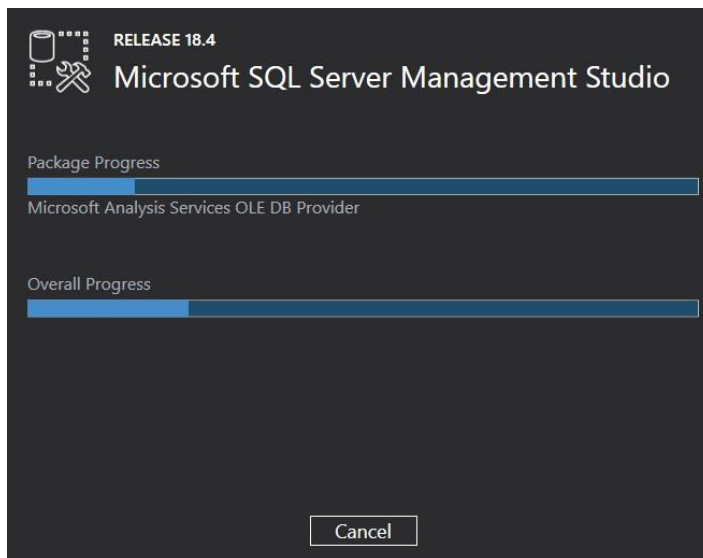 RELEASE 18.4
Microsoft SQL Server Management Studio
Package Progress
Microsoft Analysis Services OLE DB Provider
Overall Progress
Cancel